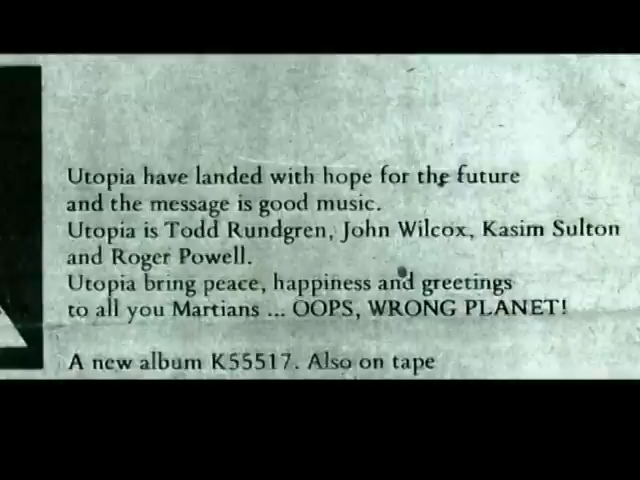 Utopia have landed with hope for the future
and the message is good music.
Utopia is Todd Rundgren, John Wilcox, Kasim Sulton
and Roger Powell.
Utopia bring peace, happiness and greetings
to all you Martians ... OOPS, WRONG PLANET!
A new album K55517. Also on tape